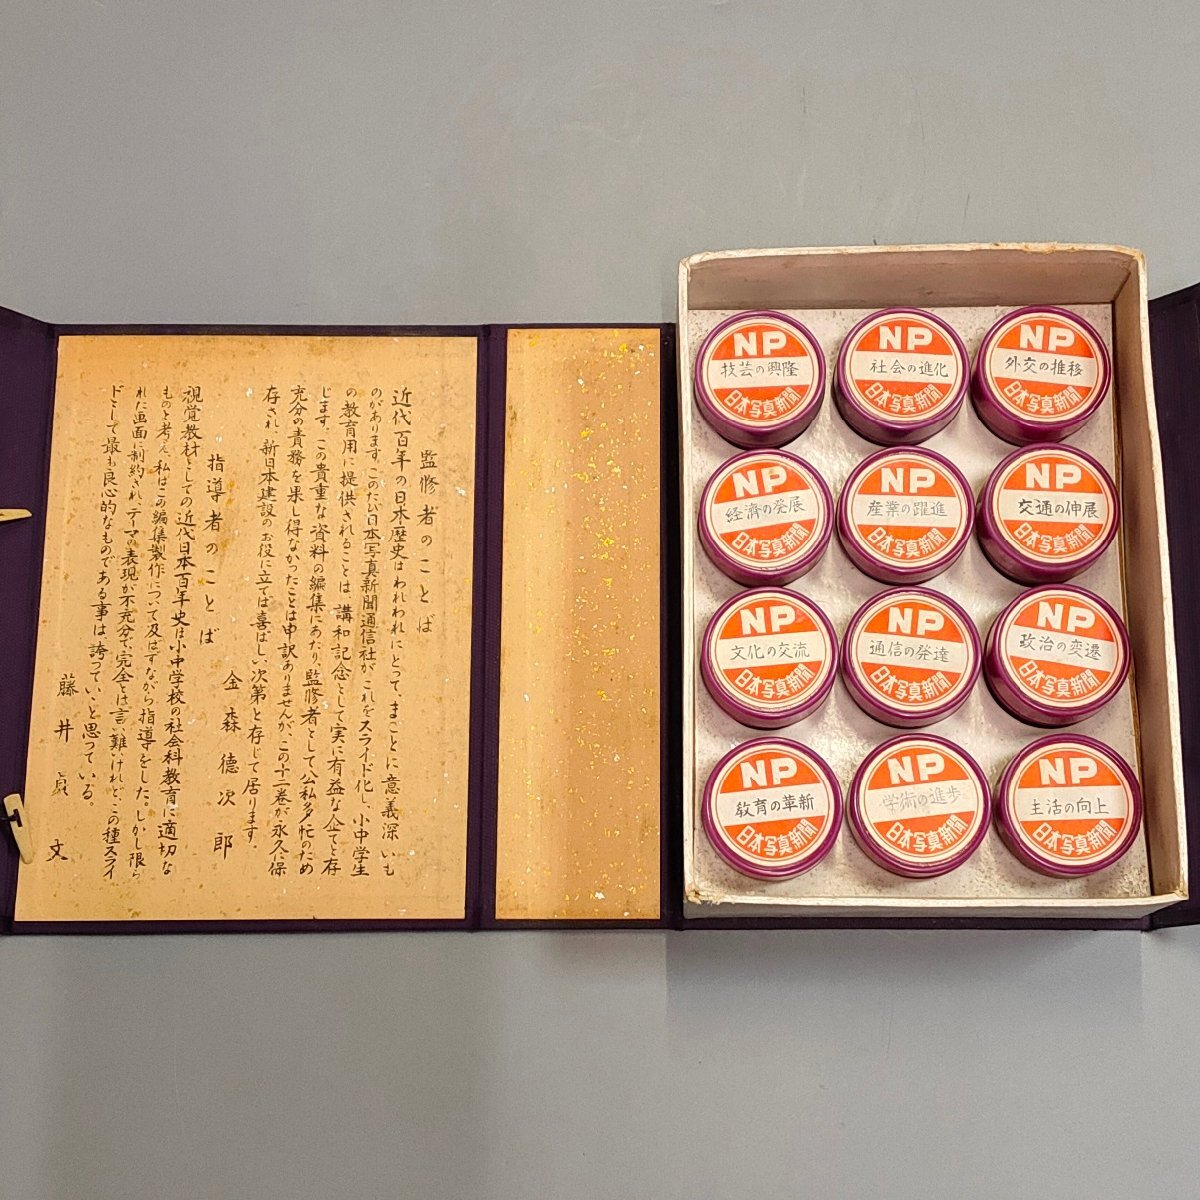 監修者のことば
近代百年の日本歴史はわれわれにとって、まことに意義深いも
のがあります。このたび日本写真新聞通信社がこれをスライド化し、小中学生
の教育用に提供されることは、講和記念として実に有益な企てと存
じます。この貴重な資料の編集にあたり、監修者として公私多忙のため
充分の責務を果し得なかったことは申訳ありませんが、この十二巻が永久に保
存され、新日本建設のお役に立てば喜ばしい次第と存じて居ります。
金森徳次郎
指導者のことば
視覚教材としての近代日本百年史は小中学校の社会科教育に適切な
ものと考え、私はこの編集製作について及ばずながら指導をした。しかし限ら
れた画面に制約され、テーマの表現が不充分で、完全とは言い難いけれど、この種スライ
ドとして最も良心的なものである事は誇っていゝと思っている。
藤井貞文
NP
技芸の興隆
日本写真新聞
NP
社会の進化
日本写真新聞
NP
外交の推移
日本写真新聞
NP
経済の発展
日本写真新聞
NP
産業の躍進
日本写真新聞
NP
交通の伸展
日本写真新聞
NP
文化の交流
日本写真新聞
NP
通信の発達
日本写真新聞
NP
政治の変遷
日本写真新聞
NP
教育の革新
日本写真新聞
NP
学術の進歩
日本写真新聞
NP
生活の向上
日本写真新聞